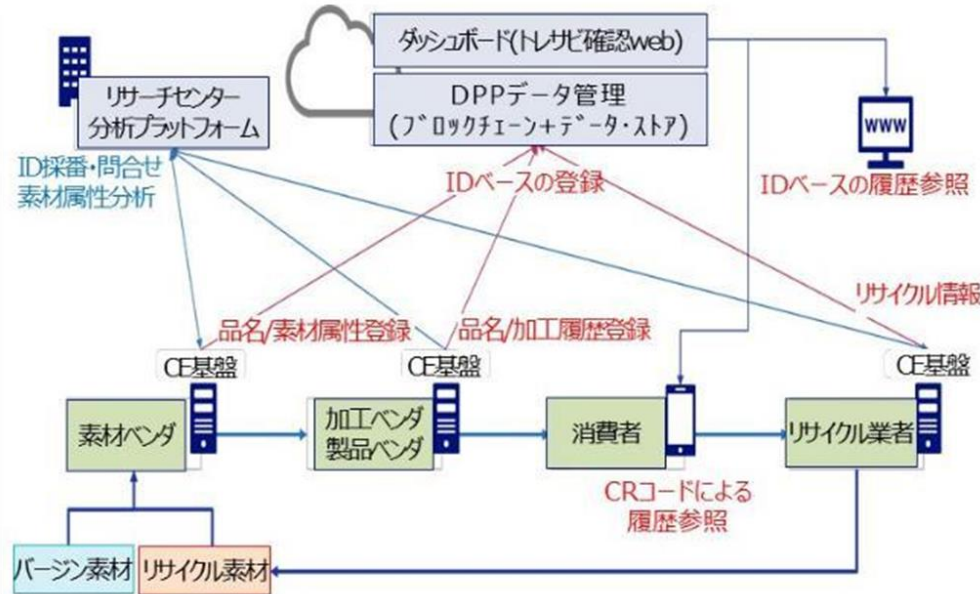 ダッシュボード(トレサビ確認web)
リサーチセンター
分析プラットフォーム
DPPデータ管理
(ブロックチェーン+データ・ストア)
WWW
ID採番・問合せ
素材属性分析
IDベースの登録
IDベースの履歴参照
リサイクル情報
品名/素材属性登録
品名/加工履歴登録
CE基盤
CE基盤
CE基盤
素材ベンダ
加工ベンダ
製品ベンダ
消費者
リサイクル業者
CRコードによる
履歴参照
バージン素材
リサイクル素材